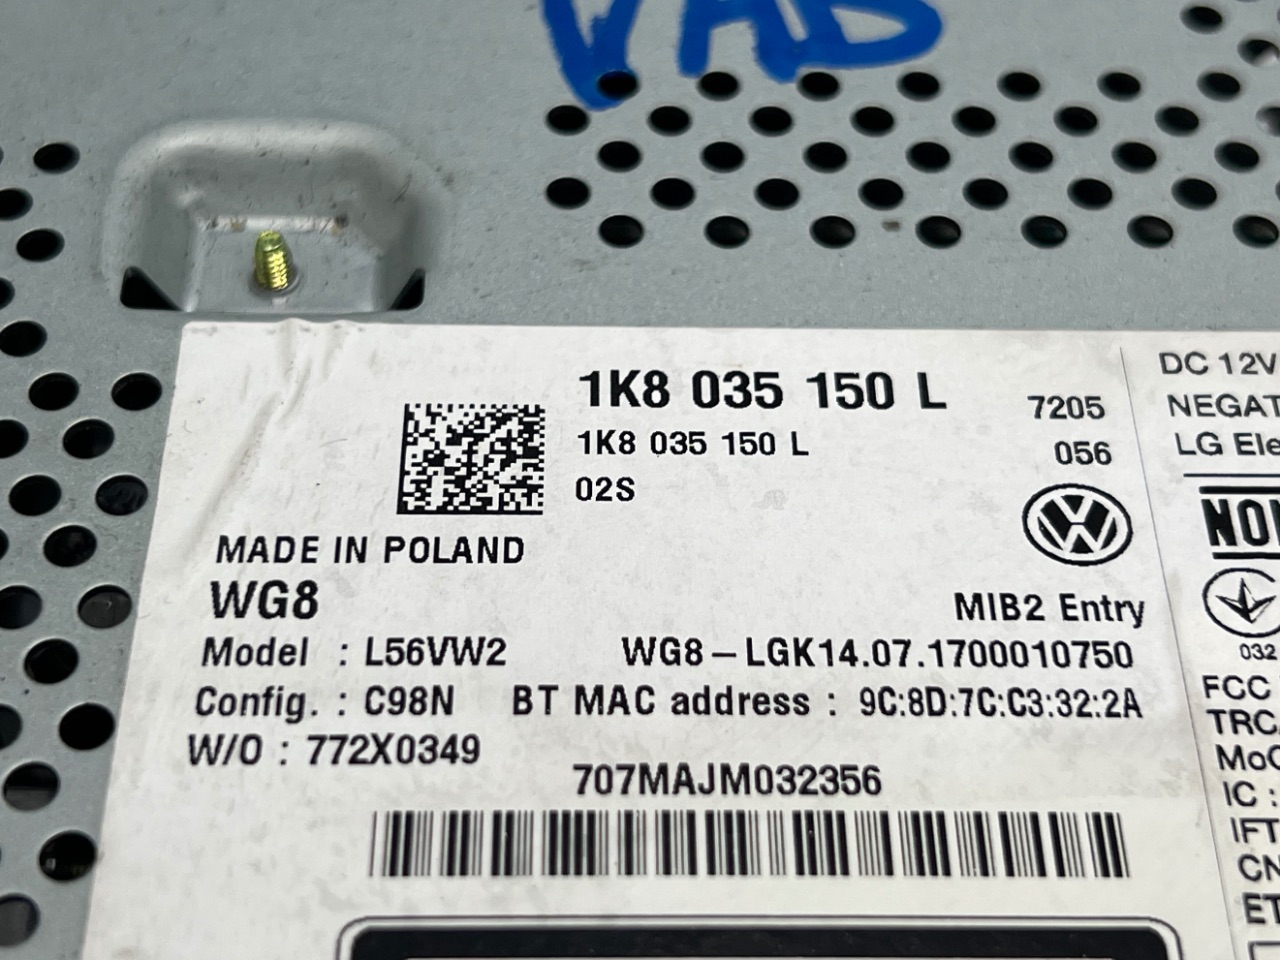 VAD
1K8 035 150 L
7205
1K8 035 150 L
056
02S
MADE IN POLAND
WG8
MIB2 Entry
Model : L56VW2
WG8 – LGK14.07.1700010750
Config. : C98N
BT MAC address : 9C:8D:7C:C3:32:2A
W/O : 772X0349
707MAJM032356
DC 12V
NEGAT
LG Ele
NO
032
FCC
TRC
MoC
IC :
IFT
CN
ET